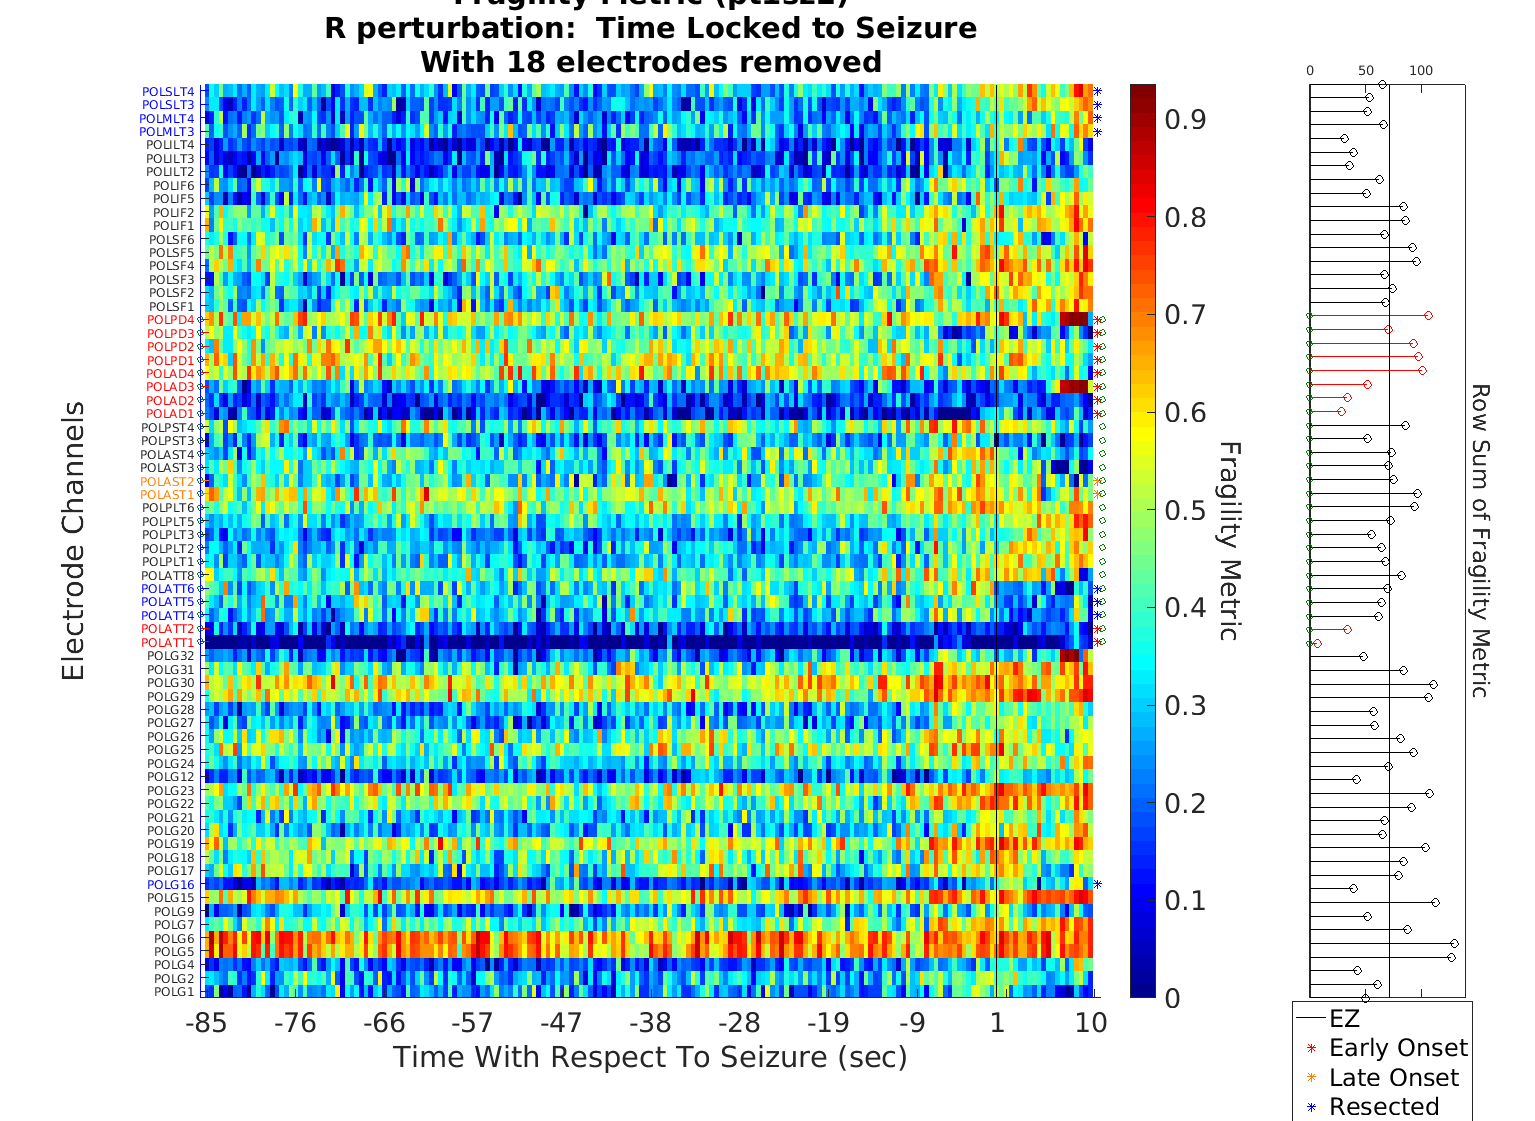 Fragility Metric (pt1sz2)
R perturbation:  Time Locked to Seizure
With 18 electrodes removed
POLSLT4
POLSLT3
POLMLT4
POLMLT3
POLILT4
POLILT3
POLILT2
POLIF6
POLIF5
POLIF2
POLIF1
POLSF6
POLSF5
POLSF4
POLSF3
POLSF2
POLSF1
POLPD4
POLPD3
POLPD2
POLPD1
POLAD4
POLAD3
POLAD2
POLAD1
POLPST4
POLPST3
POLAST4
POLAST3
POLAST2
POLAST1
POLPLT6
POLPLT5
POLPLT3
POLPLT2
POLPLT1
POLATT8
POLATT6
POLATT5
POLATT4
POLATT2
POLATT1
POLG32
POLG31
POLG30
POLG29
POLG28
POLG27
POLG26
POLG25
POLG24
POLG12
POLG23
POLG22
POLG21
POLG20
POLG19
POLG18
POLG17
POLG16
POLG15
POLG9
POLG7
POLG6
POLG5
POLG4
POLG2
POLG1
Electrode Channels
-85 -76 -66 -57 -47 -38 -28 -19 -9 1 10
Time With Respect To Seizure (sec)
0.9
0.8
0.7
0.6
0.5
0.4
0.3
0.2
0.1
0
Fragility Metric
0 50 100
Row Sum of Fragility Metric
EZ
Early Onset
Late Onset
Resected